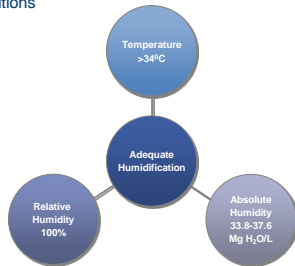 itions
Temperature
>34⁰C
Adequate
Humidification
Relative
Humidity
100%
Absolute
Humidity
33.8-37.6
Mg H₂O/L